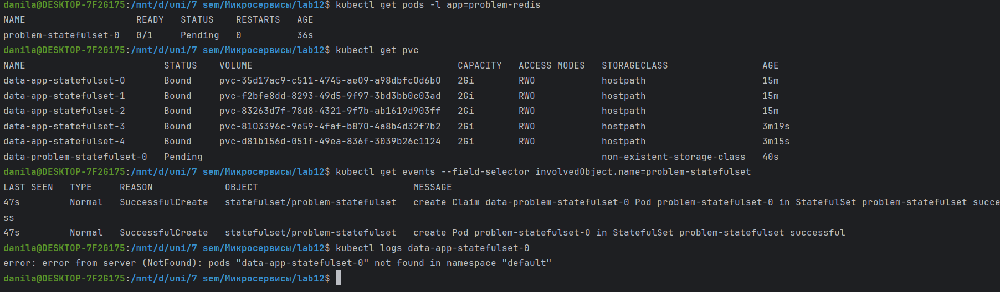 danila@DESKTOP-7F2G175:/mnt/d/uni/7 sem/Микросервисы/lab12$ kubectl get pods -l app=problem-redis
NAME READY STATUS RESTARTS AGE
problem-statefulset-0 0/1 Pending 0 36s
danila@DESKTOP-7F2G175:/mnt/d/uni/7 sem/Микросервисы/lab12$ kubectl get pvc
NAME STATUS VOLUME CAPACITY ACCESS MODES STORAGECLASS AGE
data-app-statefulset-0 Bound pvc-35d17ac9-c511-4745-ae09-a98dbfc0d6b0 2Gi RWO hostpath 15m
data-app-statefulset-1 Bound pvc-f2bfe8dd-8293-49d5-9f97-3bd3bb0c03ad 2Gi RWO hostpath 15m
data-app-statefulset-2 Bound pvc-83263d7f-78d8-4321-9f7b-ab1619d903ff 2Gi RWO hostpath 15m
data-app-statefulset-3 Bound pvc-8103396c-9e59-4faf-b870-4a8b4d32f7b2 2Gi RWO hostpath 3m19s
data-app-statefulset-4 Bound pvc-d81b156d-051f-49ea-836f-3039b26c1124 2Gi RWO hostpath 3m15s
data-problem-statefulset-0 Pending non-existent-storage-class 40s
danila@DESKTOP-7F2G175:/mnt/d/uni/7 sem/Микросервисы/lab12$ kubectl get events --field-selector involvedObject.name=problem-statefulset
LAST SEEN TYPE REASON OBJECT MESSAGE
47s Normal SuccessfulCreate statefulset/problem-statefulset create Claim data-problem-statefulset-0 Pod problem-statefulset-0 in StatefulSet problem-statefulset succe
ss
47s Normal SuccessfulCreate statefulset/problem-statefulset create Pod problem-statefulset-0 in StatefulSet problem-statefulset successful
danila@DESKTOP-7F2G175:/mnt/d/uni/7 sem/Микросервисы/lab12$ kubectl logs data-app-statefulset-0
error: error from server (NotFound): pods "data-app-statefulset-0" not found in namespace "default"
danila@DESKTOP-7F2G175:/mnt/d/uni/7 sem/Микросервисы/lab12$